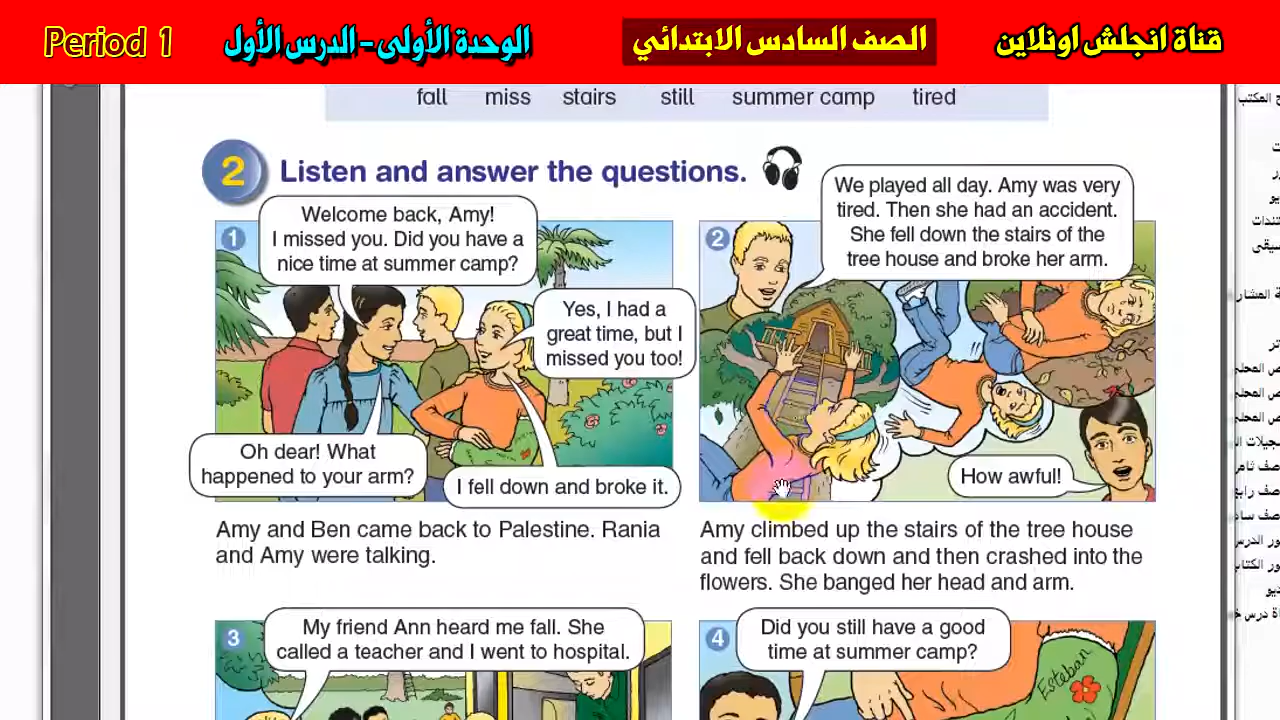 قناة انجلش اونلاين
الصف السادس الابتدائي
الوحدة الأولى - الدرس الأول
Period 1
fall miss stairs still summer camp tired
2 Listen and answer the questions.
1
Welcome back, Amy!
I missed you. Did you have a
nice time at summer camp?
Yes, I had a
great time, but I
missed you too!
Oh dear! What
happened to your arm?
I fell down and broke it.
Amy and Ben came back to Palestine. Rania
and Amy were talking.
2
We played all day. Amy was very
tired. Then she had an accident.
She fell down the stairs of the
tree house and broke her arm.
How awful!
Amy climbed up the stairs of the tree house
and fell back down and then crashed into the
flowers. She banged her head and arm.
3
My friend Ann heard me fall. She
called a teacher and I went to hospital.
4
Did you still have a good
time at summer camp?
Esteban